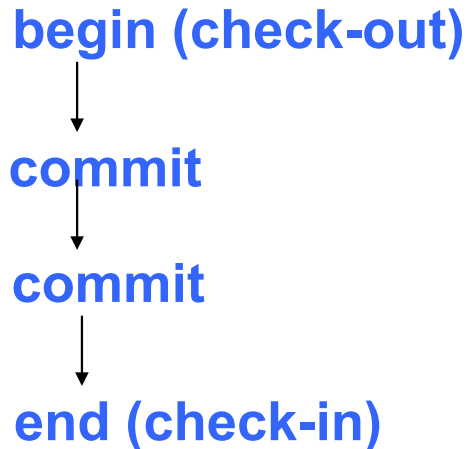 begin (check-out)
commit
commit
end (check-in)